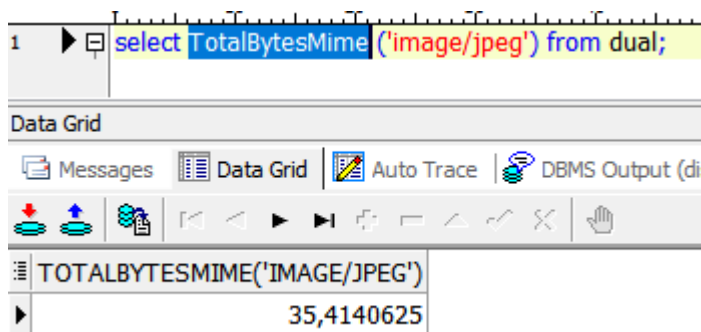 1 select TotalBytesMime ('image/jpeg') from dual;
Data Grid
Messages Data Grid Auto Trace DBMS Output (di
TOTALBYTESMIME('IMAGE/JPEG')
35,4140625